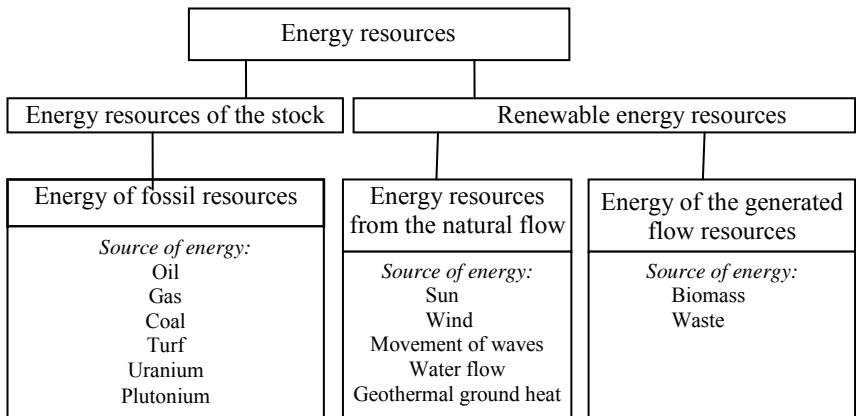 Energy resources
Energy resources of the stock
Renewable energy resources
Energy of fossil resources
Source of energy:
Oil
Gas
Coal
Turf
Uranium
Plutonium
Energy resources
from the natural flow
Source of energy:
Sun
Wind
Movement of waves
Water flow
Geothermal ground heat
Energy of the generated
flow resources
Source of energy:
Biomass
Waste